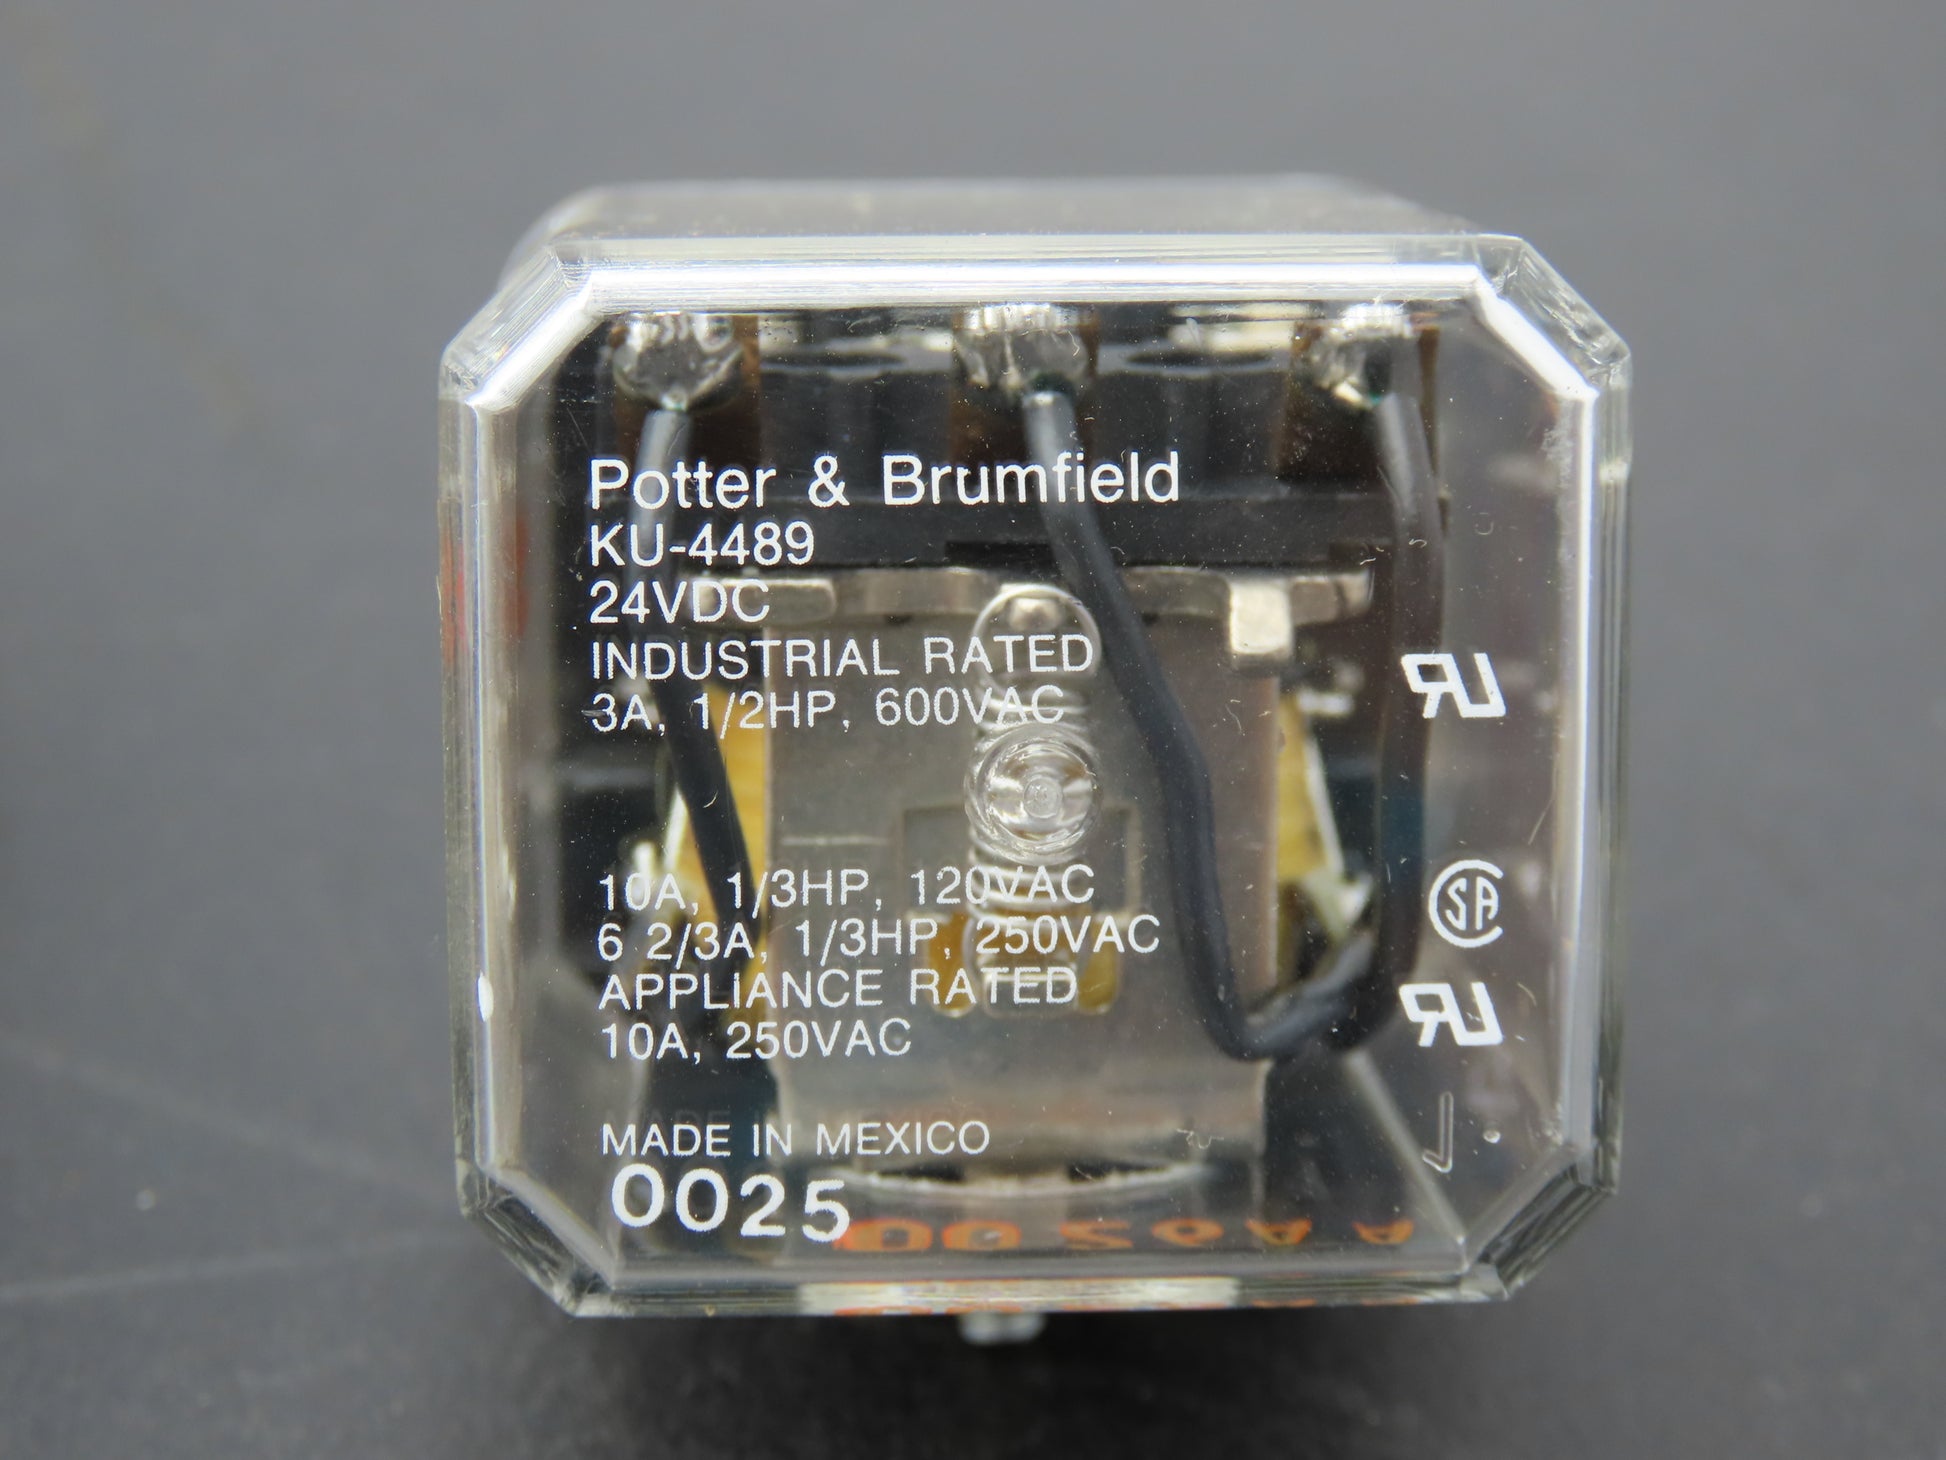 Potter & Brumfield
KU-4489
24VDC
INDUSTRIAL RATED
3A, 1/2HP, 600VAC
10A, 1/3HP, 120VAC
6 2/3A, 1/3HP, 250VAC
APPLIANCE RATED
10A, 250VAC
MADE IN MEXICO
0025
SA